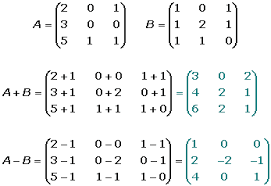 A = ( 2 0 1 ) B = ( 1 0 1 )
( 3 0 0 ) ( 1 2 1 )
( 5 1 1 ) ( 1 1 0 )
( 2 + 1 0 + 0 1 + 1 ) ( 3 0 2 )
A + B = ( 3 + 1 0 + 2 0 + 1 ) = ( 4 2 1 )
( 5 + 1 1 + 1 1 + 0 ) ( 6 2 1 )
( 2 − 1 0 − 0 1 − 1 ) ( 1 0 0 )
A − B = ( 3 − 1 0 − 2 0 − 1 ) = ( 2 −2 −1 )
( 5 − 1 1 − 1 1 − 0 ) ( 4 0 1 )